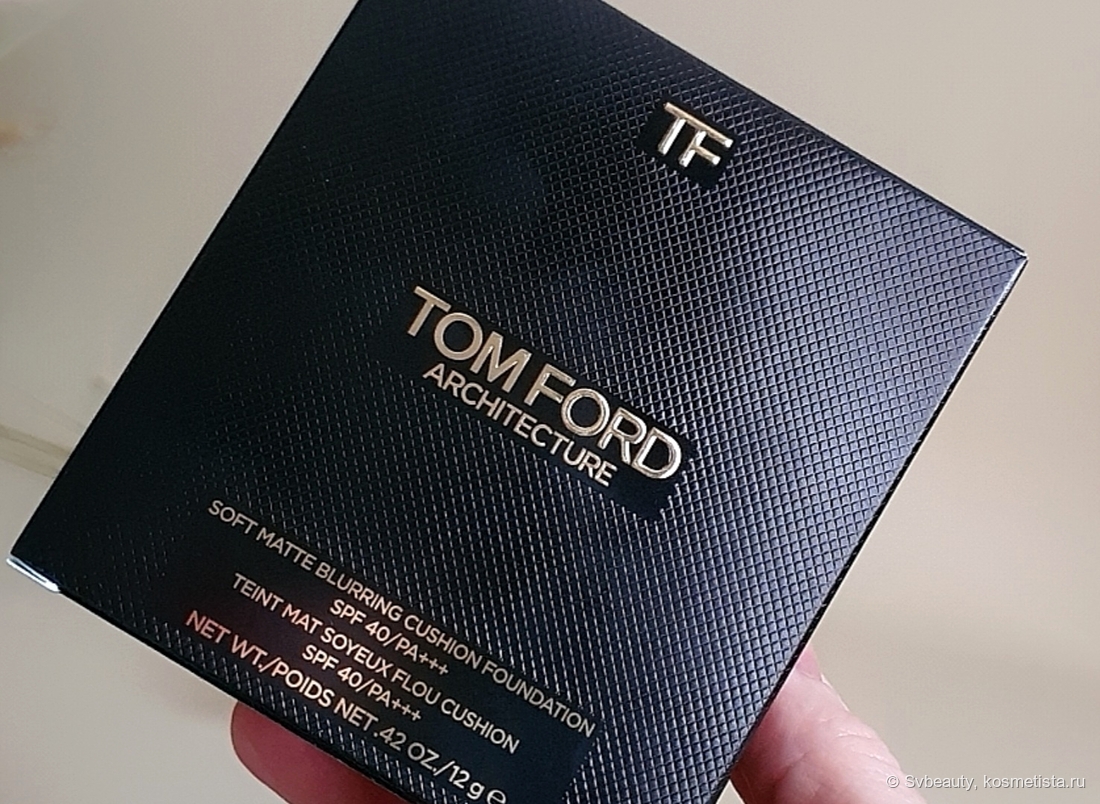 TF
TOM FORD
ARCHITECTURE
SOFT MATTE BLURRING CUSHION FOUNDATION
SPF 40/PA+++
TEINT MAT SOYEUX FLOU CUSHION
SPF 40/PA+++
NET WT./POIDS NET .42 OZ./12 g ℮
© Svbeauty, kosmetista.ru